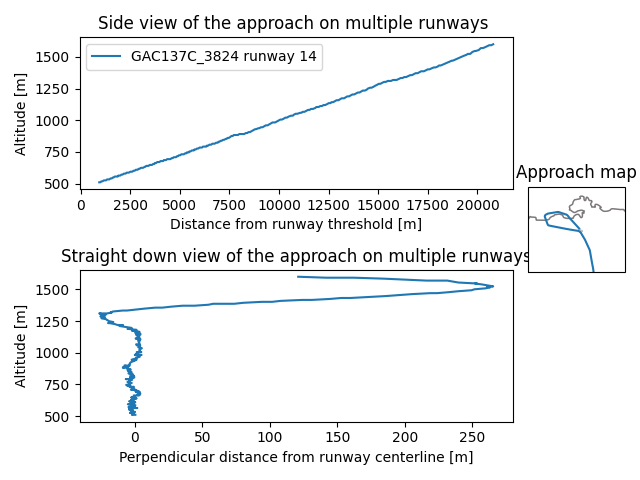 Side view of the approach on multiple runways
1500
1250
1000
750
500
Altitude [m]
GAC137C_3824 runway 14
0 2500 5000 7500 10000 12500 15000 17500 20000
Distance from runway threshold [m]
Approach map
Straight down view of the approach on multiple runways
1500
1250
1000
750
500
Altitude [m]
0 50 100 150 200 250
Perpendicular distance from runway centerline [m]